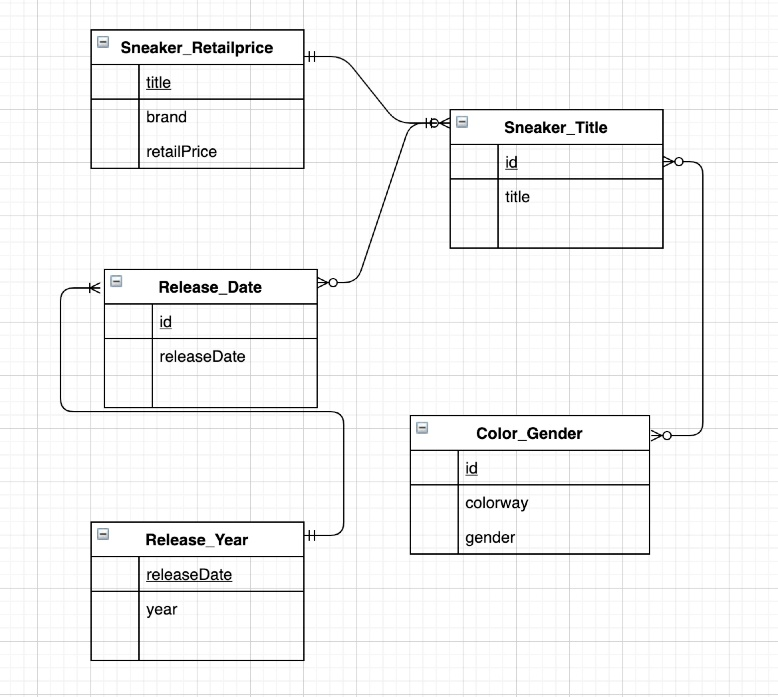 Sneaker_Retailprice
title
brand
retailPrice
Sneaker_Title
id
title
Release_Date
id
releaseDate
Color_Gender
id
colorway
gender
Release_Year
releaseDate
year